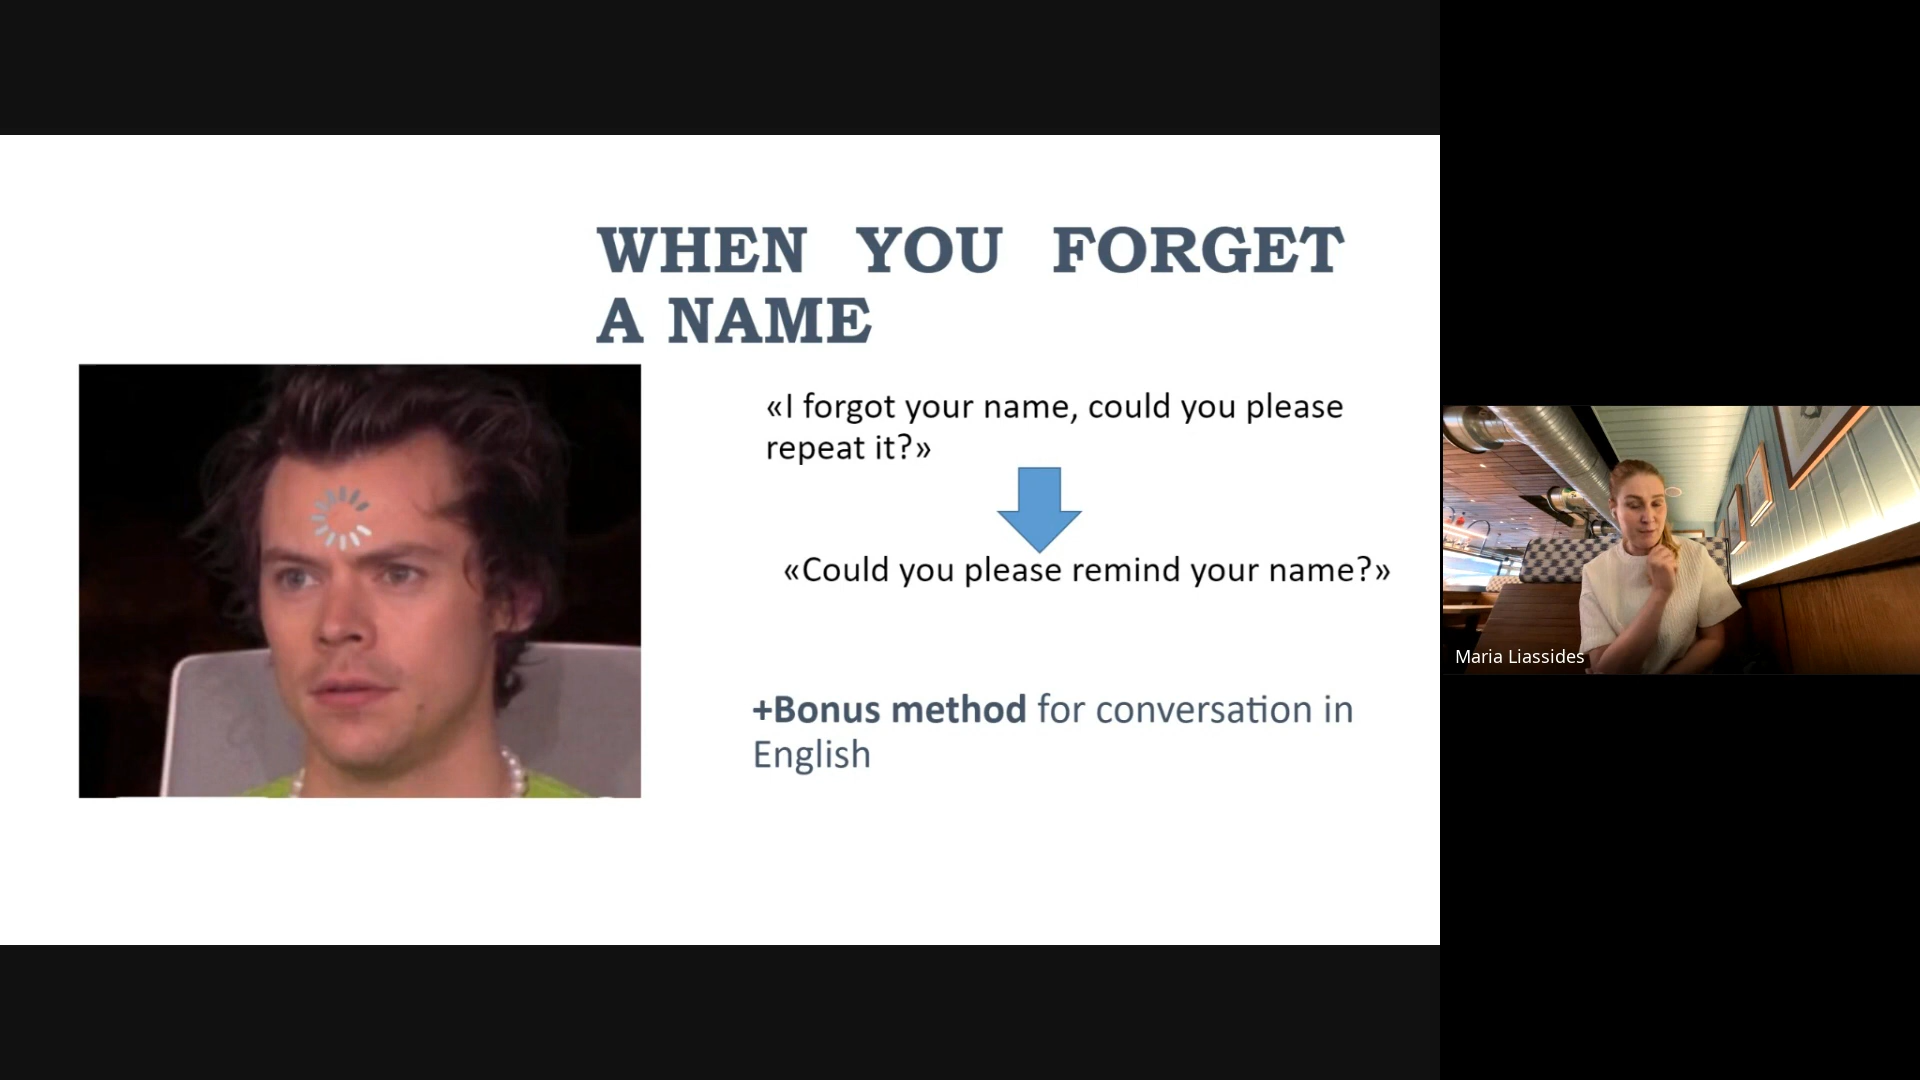 WHEN YOU FORGET
A NAME
«I forgot your name, could you please
repeat it?»
«Could you please remind your name?»
+Bonus method for conversation in
English
Maria Liassides